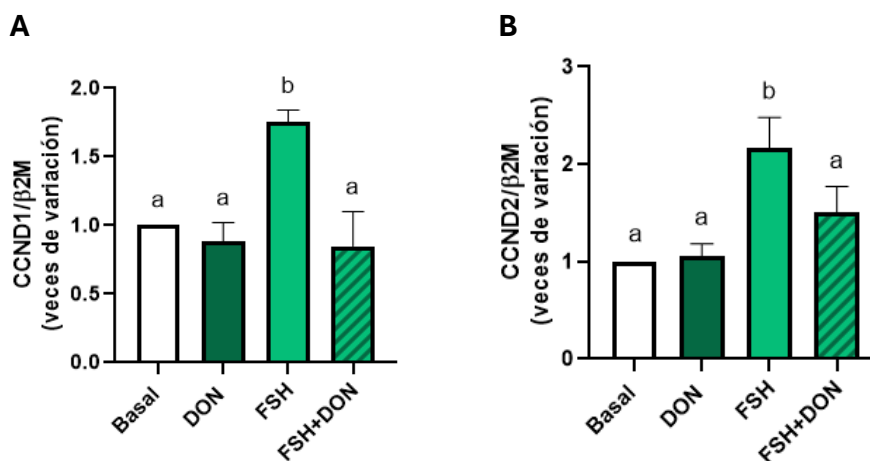 A
CCND1/β2M
(veces de variación)
2.0
1.5
1.0
0.5
0.0
a
a
b
a
Basal
DON
FSH
FSH+DON
B
CCND2/β2M
(veces de variación)
3
2
1
0
a
a
b
a
Basal
DON
FSH
FSH+DON